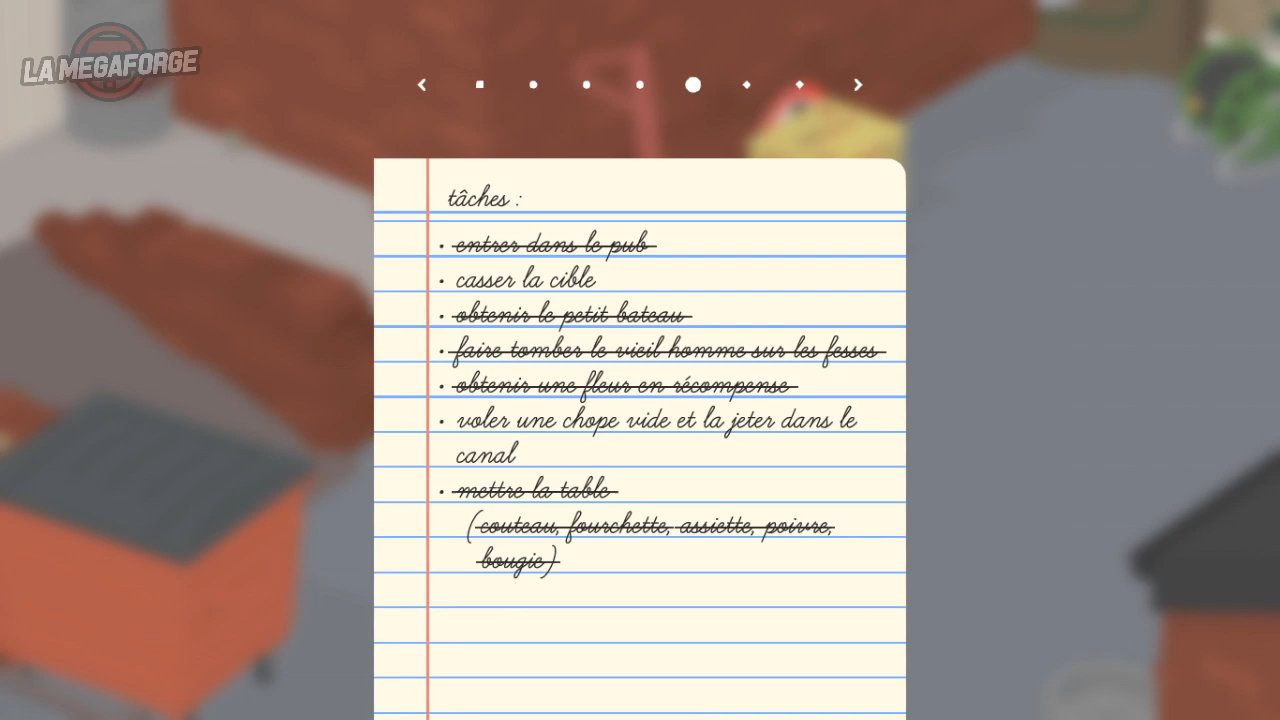 LA MEGAFORGE
tâches :
• entrer dans le pub
• casser la cible
• obtenir le petit bateau
• faire tomber le vieil homme sur les fesses
• obtenir une fleur en récompense
• voler une chope vide et la jeter dans le
canal
• mettre la table
(couteau, fourchette, assiette, poivre,
bougie)